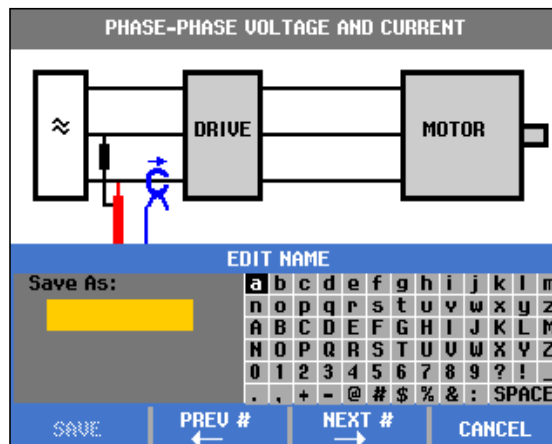 PHASE-PHASE VOLTAGE AND CURRENT
≈
DRIVE
MOTOR
EDIT NAME
Save As:
a b c d e f g h i j k l m
n o p q r s t u v w x y z
A B C D E F G H I J K L M
N O P Q R S T U V W X Y Z
0 1 2 3 4 5 6 7 8 9 ? ! _
. , + - @ # $ % & : SPACE
SAVE
PREV #
←
NEXT #
→
CANCEL